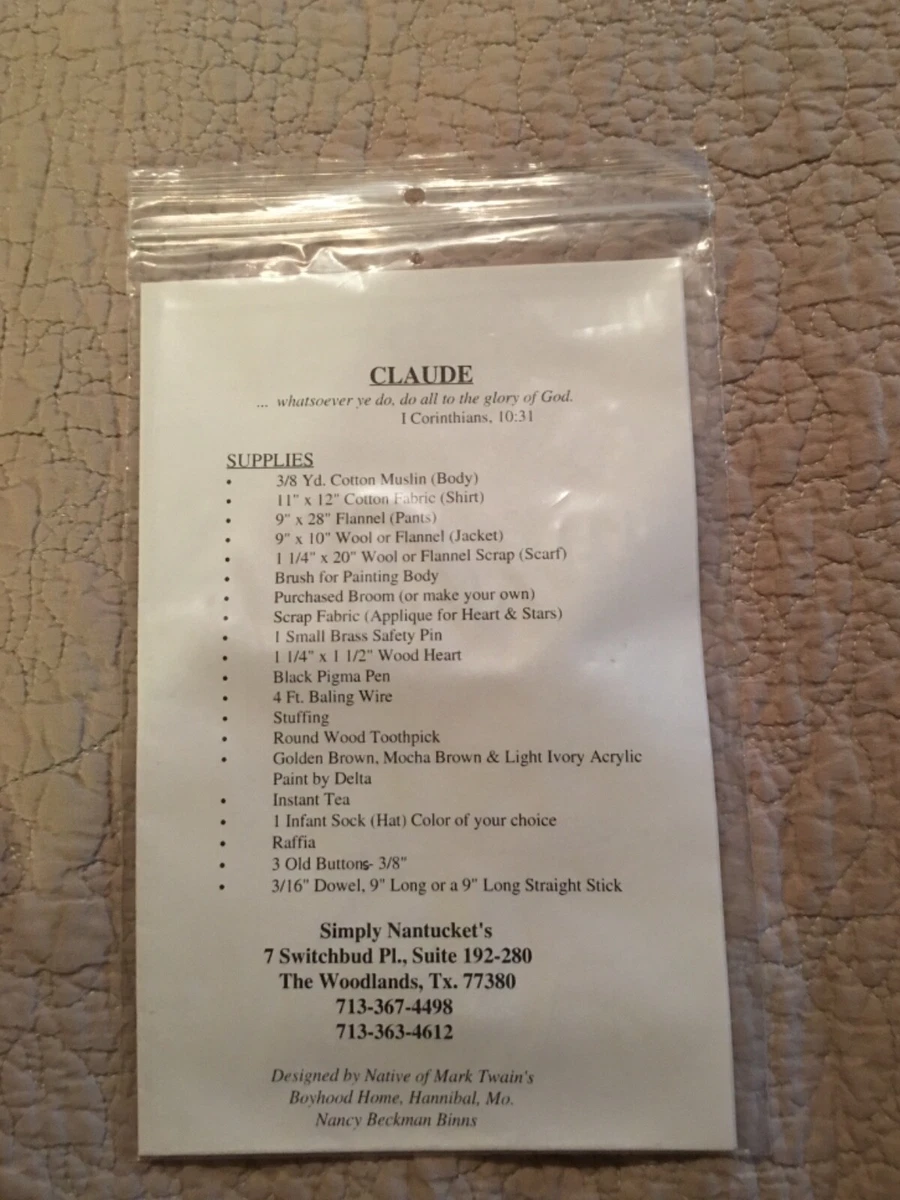 CLAUDE
... whatsoever ye do, do all to the glory of God.
I Corinthians, 10:31
SUPPLIES
• 3/8 Yd. Cotton Muslin (Body)
• 11" x 12" Cotton Fabric (Shirt)
• 9" x 28" Flannel (Pants)
• 9" x 10" Wool or Flannel (Jacket)
• 1 1/4" x 20" Wool or Flannel Scrap (Scarf)
• Brush for Painting Body
• Purchased Broom (or make your own)
• Scrap Fabric (Applique for Heart & Stars)
• 1 Small Brass Safety Pin
• 1 1/4" x 1 1/2" Wood Heart
• Black Pigma Pen
• 4 Ft. Baling Wire
• Stuffing
• Round Wood Toothpick
• Golden Brown, Mocha Brown & Light Ivory Acrylic
Paint by Delta
• Instant Tea
• 1 Infant Sock (Hat) Color of your choice
• Raffia
• 3 Old Buttons- 3/8"
• 3/16" Dowel, 9" Long or a 9" Long Straight Stick
Simply Nantucket's
7 Switchbud Pl., Suite 192-280
The Woodlands, Tx. 77380
713-367-4498
713-363-4612
Designed by Native of Mark Twain's
Boyhood Home, Hannibal, Mo.
Nancy Beckman Binns